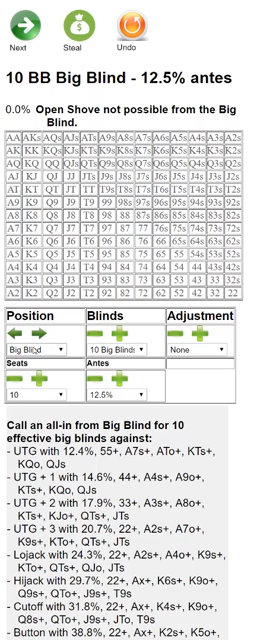 Next Steal Undo
10 BB Big Blind - 12.5% antes
0.0% Open Shove not possible from the Big
Blind.
AA AKs AQs AJs ATs A9s A8s A7s A6s A5s A4s A3s A2s
AK KK KQs KJs KTs K9s K8s K7s K6s K5s K4s K3s K2s
AQ KQ QQ QJs QTs Q9s Q8s Q7s Q6s Q5s Q4s Q3s Q2s
AJ KJ QJ JJ JTs J9s J8s J7s J6s J5s J4s J3s J2s
AT KT QT JT TT T9s T8s T7s T6s T5s T4s T3s T2s
A9 K9 Q9 J9 T9 99 98s 97s 96s 95s 94s 93s 92s
A8 K8 Q8 J8 T8 98 88 87s 86s 85s 84s 83s 82s
A7 K7 Q7 J7 T7 97 87 77 76s 75s 74s 73s 72s
A6 K6 Q6 J6 T6 96 86 76 66 65s 64s 63s 62s
A5 K5 Q5 J5 T5 95 85 75 65 55 54s 53s 52s
A4 K4 Q4 J4 T4 94 84 74 64 54 44 43s 42s
A3 K3 Q3 J3 T3 93 83 73 63 53 43 33 32s
A2 K2 Q2 J2 T2 92 82 72 62 52 42 32 22
Position Blinds Adjustment
Big Blind 10 Big Blinds None
Seats Antes
10 12.5%
Call an all-in from Big Blind for 10
effective big blinds against:
- UTG with 12.4%, 55+, A7s+, ATo+, KTs+,
KQo, QJs
- UTG + 1 with 14.6%, 44+, A4s+, A9o+,
KTs+, KQo, QJs
- UTG + 2 with 17.9%, 33+, A3s+, A8o+,
KTs+, KJo+, QTs+, JTs
- UTG + 3 with 20.7%, 22+, A2s+, A7o+,
K9s+, KTo+, QTs+, JTs
- Lojack with 24.3%, 22+, A2s+, A4o+, K9s+,
KTo+, QTs+, QJo, JTs
- Hijack with 29.7%, 22+, Ax+, K6s+, K9o+,
Q9s+, QTo+, J9s+, T9s
- Cutoff with 31.8%, 22+, Ax+, K4s+, K9o+,
Q8s+, QTo+, J9s+, JTo, T9s
- Button with 38.8%, 22+, Ax+, K2s+, K5o+,